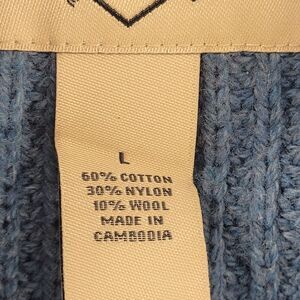 L
60% COTTON
30% NYLON
10% WOOL
MADE IN
CAMBODIA